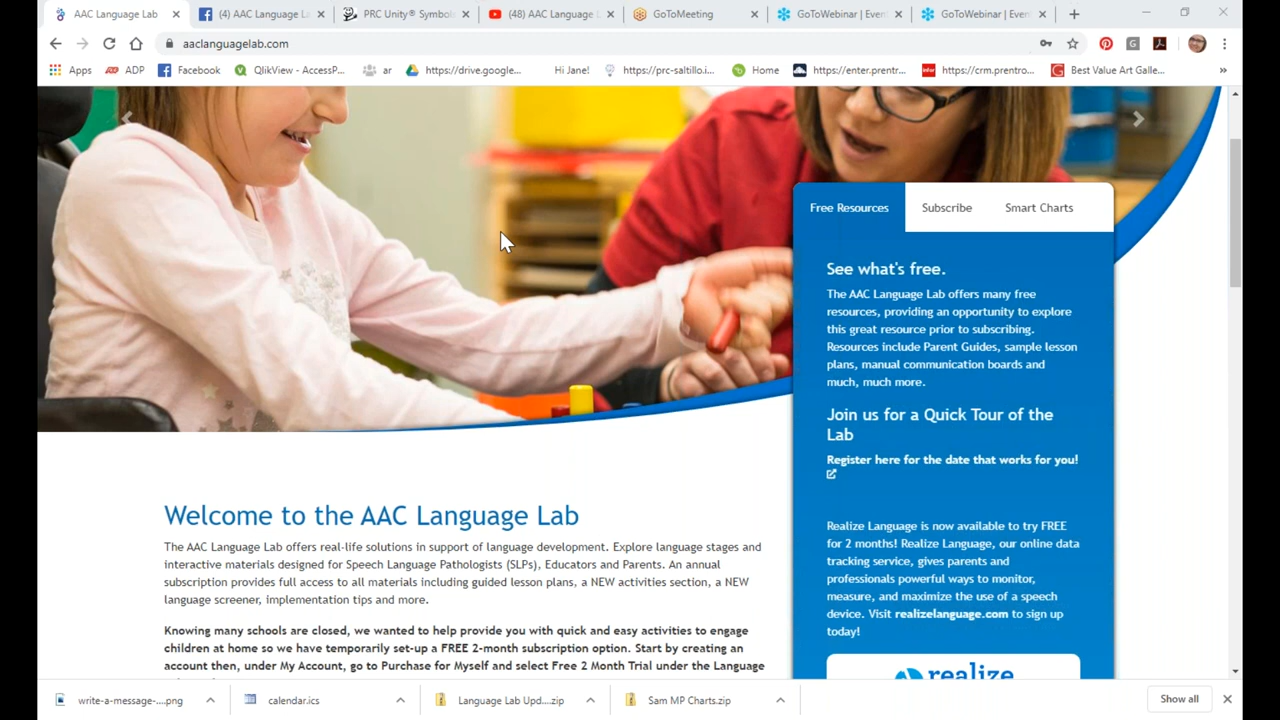 AAC Language Lab
(4) AAC Language La
PRC Unity® Symbol
(48) AAC Language L
GoToMeeting
GoToWebinar | Even
GoToWebinar | Even
aaclanguagelab.com
Apps
ADP
Facebook
QlikView - AccessP...
ar
https://drive.google...
Hi Jane!
https://prc-saltillo.i...
Home
https://enter.prentr...
https://crm.prentro...
Best Value Art Galle...
»
Free Resources
Subscribe
Smart Charts
See what's free.
The AAC Language Lab offers many free
resources, providing an opportunity to explore
this great resource prior to subscribing.
Resources include Parent Guides, sample lesson
plans, manual communication boards and
much, much more.
Join us for a Quick Tour of the
Lab
Register here for the date that works for you!
Realize Language is now available to try FREE
for 2 months! Realize Language, our online data
tracking service, gives parents and
professionals powerful ways to monitor,
measure, and maximize the use of a speech
device. Visit realizelanguage.com to sign up
today!
realize
Welcome to the AAC Language Lab
The AAC Language Lab offers real-life solutions in support of language development. Explore language stages and
interactive materials designed for Speech Language Pathologists (SLPs), Educators and Parents. An annual
subscription provides full access to all materials including guided lesson plans, a NEW activities section, a NEW
language screener, implementation tips and more.
Knowing many schools are closed, we wanted to help provide you with quick and easy activities to engage
children at home so we have temporarily set-up a FREE 2-month subscription option. Start by creating an
account then, under My Account, go to Purchase for Myself and select Free 2 Month Trial under the Language
write-a-message-....png
calendar.ics
Language Lab Upd....zip
Sam MP Charts.zip
Show all